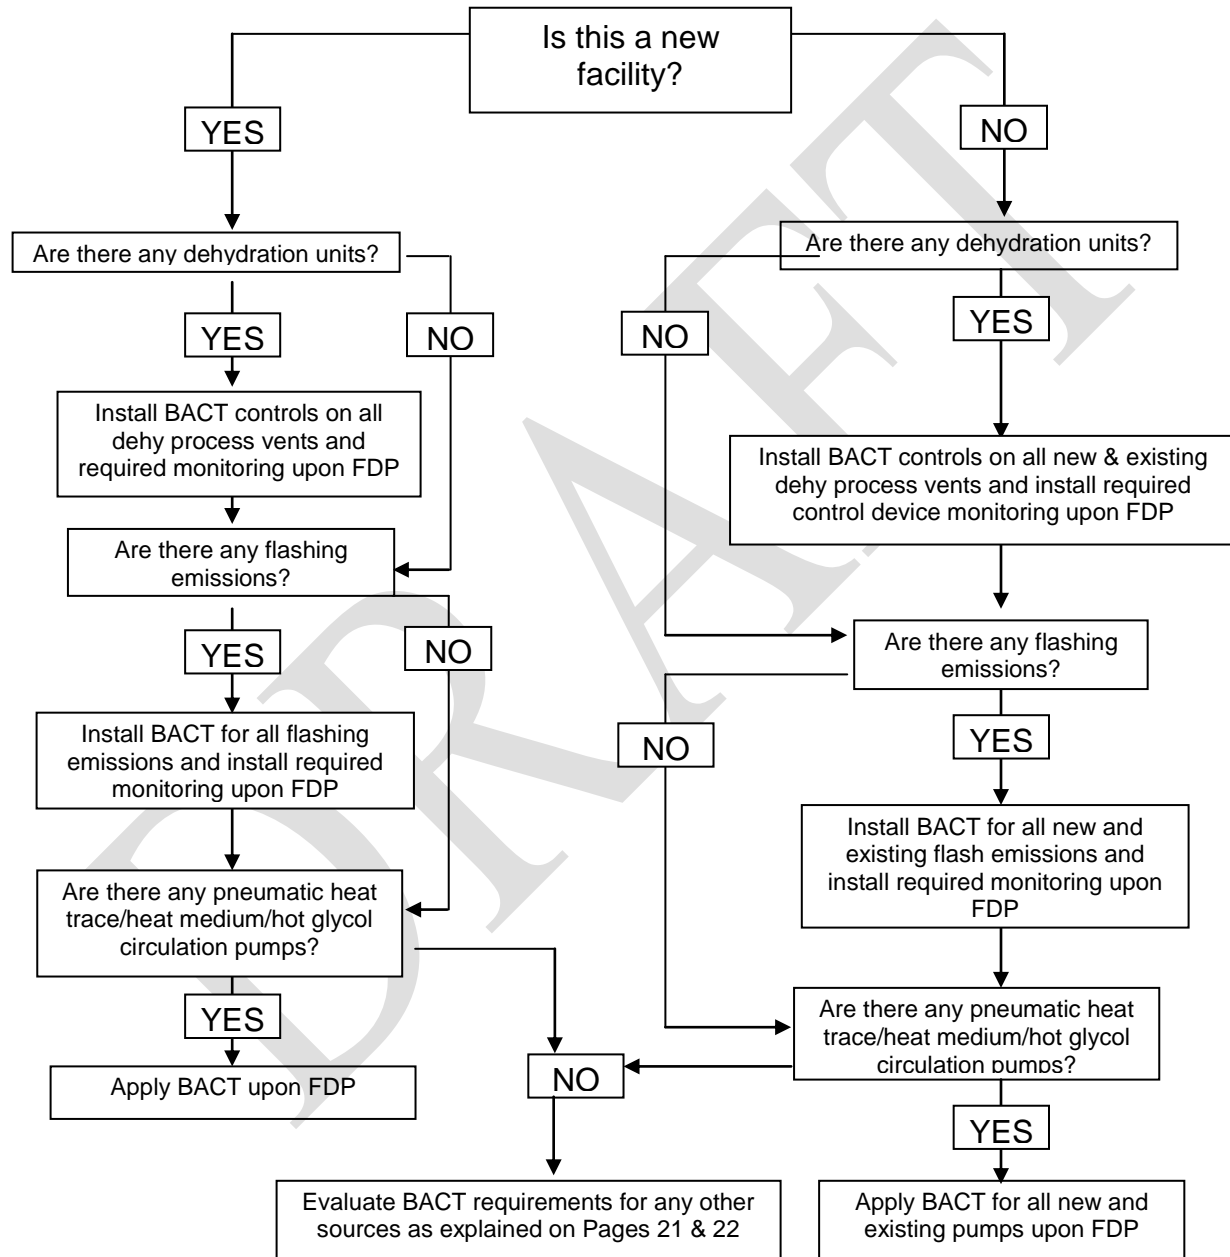 Is this a new
facility?
YES
NO
Are there any dehydration units?
Are there any dehydration units?
YES
NO
NO
YES
Install BACT controls on all
dehy process vents and
required monitoring upon FDP
Install BACT controls on all new & existing
dehy process vents and install required
control device monitoring upon FDP
Are there any flashing
emissions?
Are there any flashing
emissions?
YES
NO
NO
YES
Install BACT for all flashing
emissions and install required
monitoring upon FDP
Install BACT for all new and
existing flash emissions and
install required monitoring upon
FDP
Are there any pneumatic heat
trace/heat medium/hot glycol
circulation pumps?
Are there any pneumatic heat
trace/heat medium/hot glycol
circulation pumps?
YES
NO
YES
Apply BACT upon FDP
Evaluate BACT requirements for any other
sources as explained on Pages 21 & 22
Apply BACT for all new and
existing pumps upon FDP
DRAFT